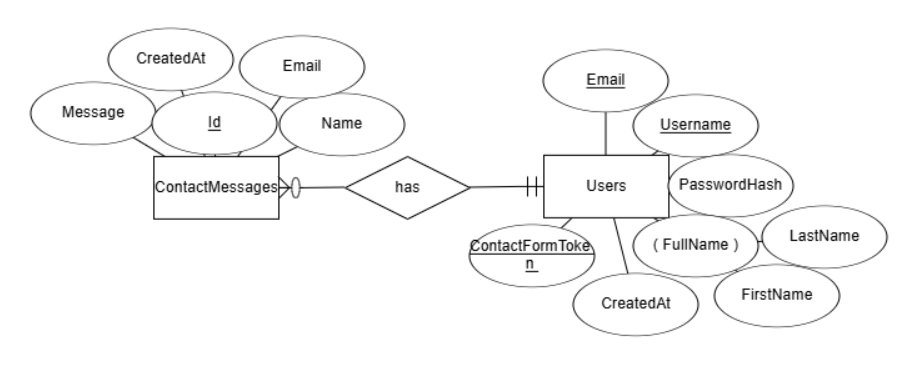 CreatedAt
Email
Message
Id
Name
ContactMessages
has
Email
Username
Users
PasswordHash
( FullName )
LastName
ContactFormToke
n
CreatedAt
FirstName